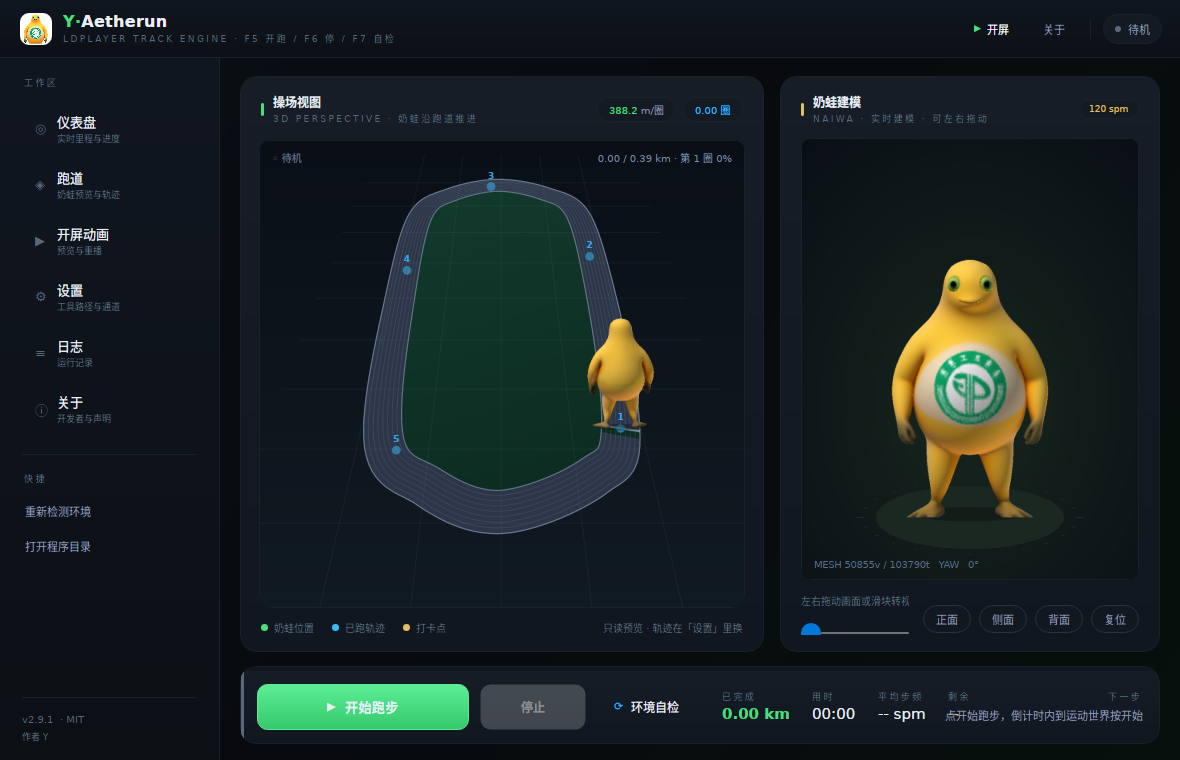 Y·Aetherun
LDPLAYER TRACK ENGINE · F5 开跑 / F6 停 / F7 自检
▶ 开屏
关于
待机
工作区
仪表盘
实时里程与进度
跑道
奶蛙预览与轨迹
开屏动画
预览与重播
设置
工具路径与通道
日志
运行记录
关于
开发者与声明
快捷
重新检测环境
打开程序目录
v2.9.1 · MIT
作者 Y
操场视图
3D PERSPECTIVE · 奶蛙沿跑道推进
388.2 m/圈
0.00 圈
待机
0.00 / 0.39 km · 第 1 圈 0%
3
2
4
1
5
奶蛙位置
已跑轨迹
打卡点
只读预览 · 轨迹在「设置」里换
奶蛙建模
NAIWA · 实时建模 · 可左右拖动
120 spm
MESH 50855v / 103790t YAW 0°
左右拖动画面或滑块转视
正面
侧面
背面
复位
▶ 开始跑步
停止
⟳ 环境自检
已完成
0.00 km
用时
00:00
平均步频
-- spm
剩余
下一步
点开始跑步，倒计时内到运动世界按开始